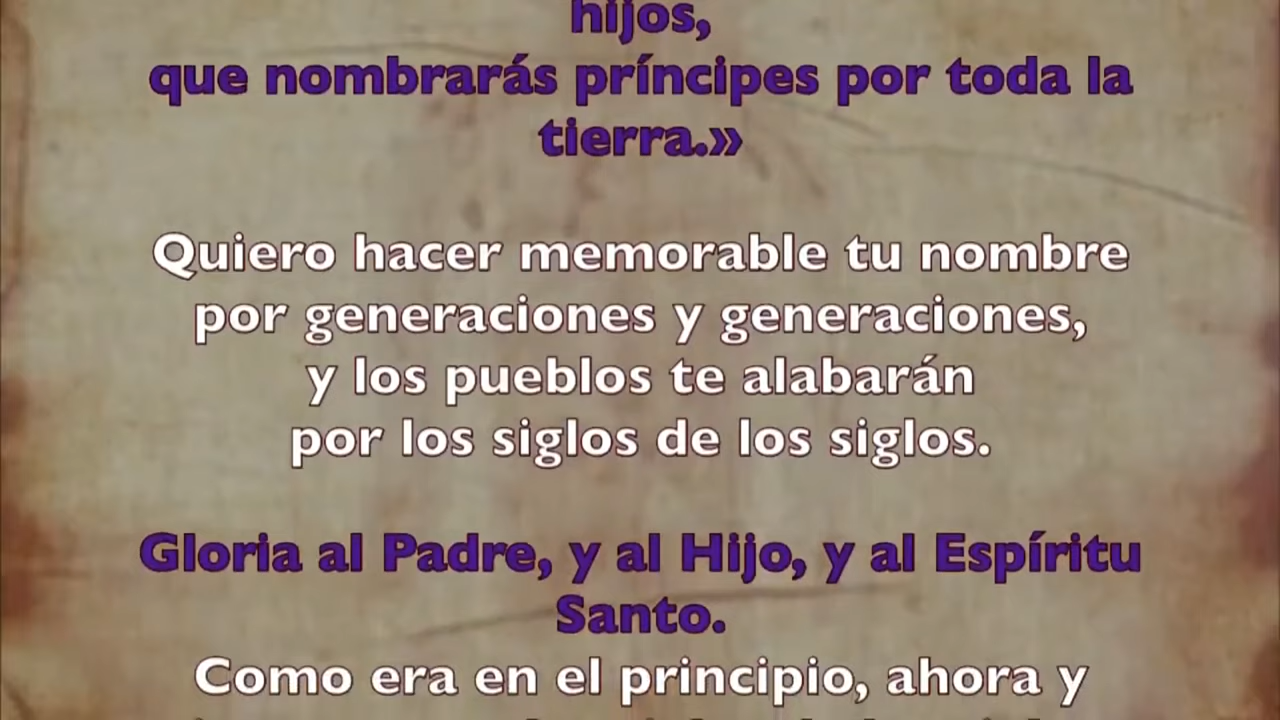 hijos,
que nombrarás príncipes por toda la
tierra.»
Quiero hacer memorable tu nombre
por generaciones y generaciones,
y los pueblos te alabarán
por los siglos de los siglos.
Gloria al Padre, y al Hijo, y al Espíritu
Santo.
Como era en el principio, ahora y